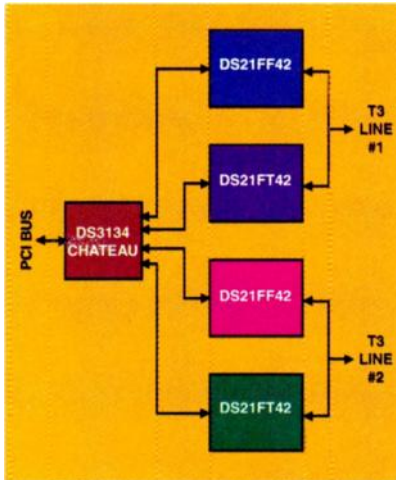 DS21FF42
T3
LINE
#1
DS21FT42
PCI BUS
DS3134
CHATEAU
DS21FF42
T3
LINE
#2
DS21FT42